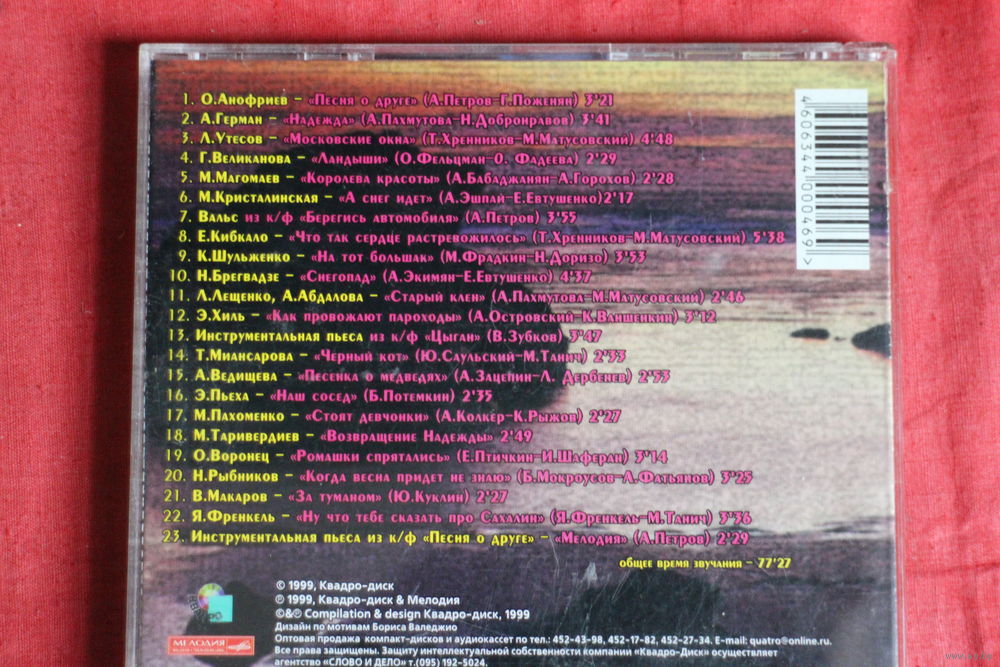 1. О.Анофриев – «Песня о друге» (А.Петров–Г.Поженян) 3'21
2. А.Герман – «Надежда» (А.Пахмутова–Н.Добронравов) 3'41
3. Л.Утесов – «Московские окна» (Т.Хренников–М.Матусовский) 4'48
4. Г.Великанова – «Ландыши» (О.Фельцман–О. Фадеева) 2'29
5. М.Магомаев – «Королева красоты» (А.Бабаджанян–А.Горохов) 2'28
6. М.Кристалинская – «А снег идет» (А.Эшпай–Е.Евтушенко)2'17
7. Вальс из к/ф «Берегись автомобиля» (А.Петров) 3'55
8. Е.Кибкало – «Что так сердце растревожилось» (Т.Хренников–М.Матусовский) 5'38
9. К.Шульженко – «На тот большак» (М.Фрадкин–Н.Доризо) 3'53
10. Н.Брегвадзе – «Снегопад» (А.Экимян–Е.Евтушенко) 4'37
11. Л.Лещенко, А.Абдалова – «Старый клен» (А.Пахмутова–М.Матусовский) 2'46
12. Э.Хиль – «Как провожают пароходы» (А.Островский–К.Ваншенкин) 3'12
13. Инструментальная пьеса из к/ф «Цыган» (В.Зубков) 3'47
14. Т.Миансарова – «Черный кот» (Ю.Саульский–М.Танич) 2'33
15. А.Ведищева – «Песенка о медведях» (А.Зацепин–Л. Дербенев) 2'53
16. Э.Пьеха – «Наш сосед» (Б.Потемкин) 2'35
17. М.Пахоменко – «Стоят девчонки» (А.Колкер–К.Рыжов) 2'27
18. М.Таривердиев – «Возвращение Надежды» 2'49
19. О.Воронец – «Ромашки спрятались» (Е.Птичкин–И.Шаферан) 3'14
20. Н.Рыбников – «Когда весна придет не знаю» (Б.Мокроусов–А.Фатьянов) 3'25
21. В.Макаров – «За туманом» (Ю.Куклин) 2'27
22. Я.Френкель – «Ну что тебе сказать про Сахалин» (Я.Френкель–М.Танич) 3'36
23. Инструментальная пьеса из к/ф «Песня о друге» – «Мелодия» (А.Петров) 2'29
общее время звучания – 77'27
4 606344 000469 >
© 1999, Квадро–диск
℗ 1999, Квадро–диск & Мелодия
©&℗ Compilation & design Квадро–диск, 1999
Дизайн по мотивам Бориса Валеджио
Оптовая продажа компакт–дисков и аудиокассет по тел.: 452–43–98, 452–17–82, 452–27–34. E–mail: quatro@online.ru.
Все права защищены. Защиту интеллектуальной собственности компании «Квадро–Диск» осуществляет
агентство «СЛОВО И ДЕЛО» т.(095) 192–5024.
МЕЛОДИЯ